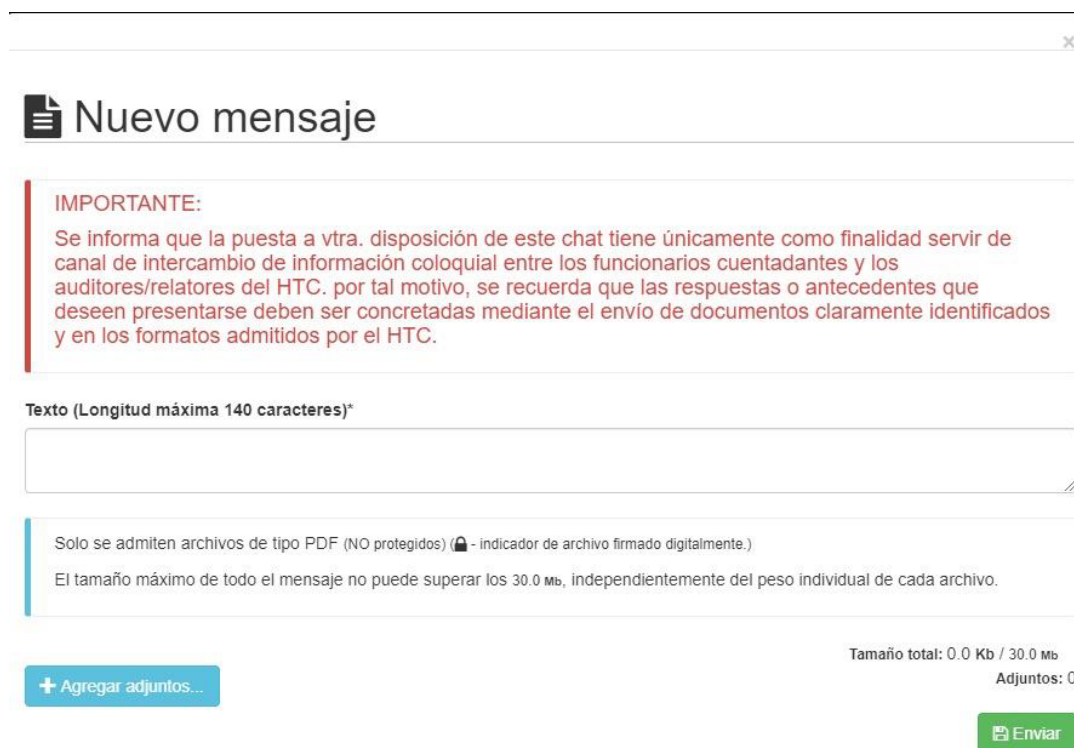 ×
Nuevo mensaje
IMPORTANTE:
Se informa que la puesta a vtra. disposición de este chat tiene únicamente como finalidad servir de
canal de intercambio de información coloquial entre los funcionarios cuentadantes y los
auditores/relatores del HTC. por tal motivo, se recuerda que las respuestas o antecedentes que
deseen presentarse deben ser concretadas mediante el envío de documentos claramente identificados
y en los formatos admitidos por el HTC.
Texto (Longitud máxima 140 caracteres)*
Solo se admiten archivos de tipo PDF (NO protegidos) ( - indicador de archivo firmado digitalmente.)
El tamaño máximo de todo el mensaje no puede superar los 30.0 Mb, independientemente del peso individual de cada archivo.
Tamaño total: 0.0 Kb / 30.0 Mb
Adjuntos: 0
+ Agregar adjuntos...
Enviar